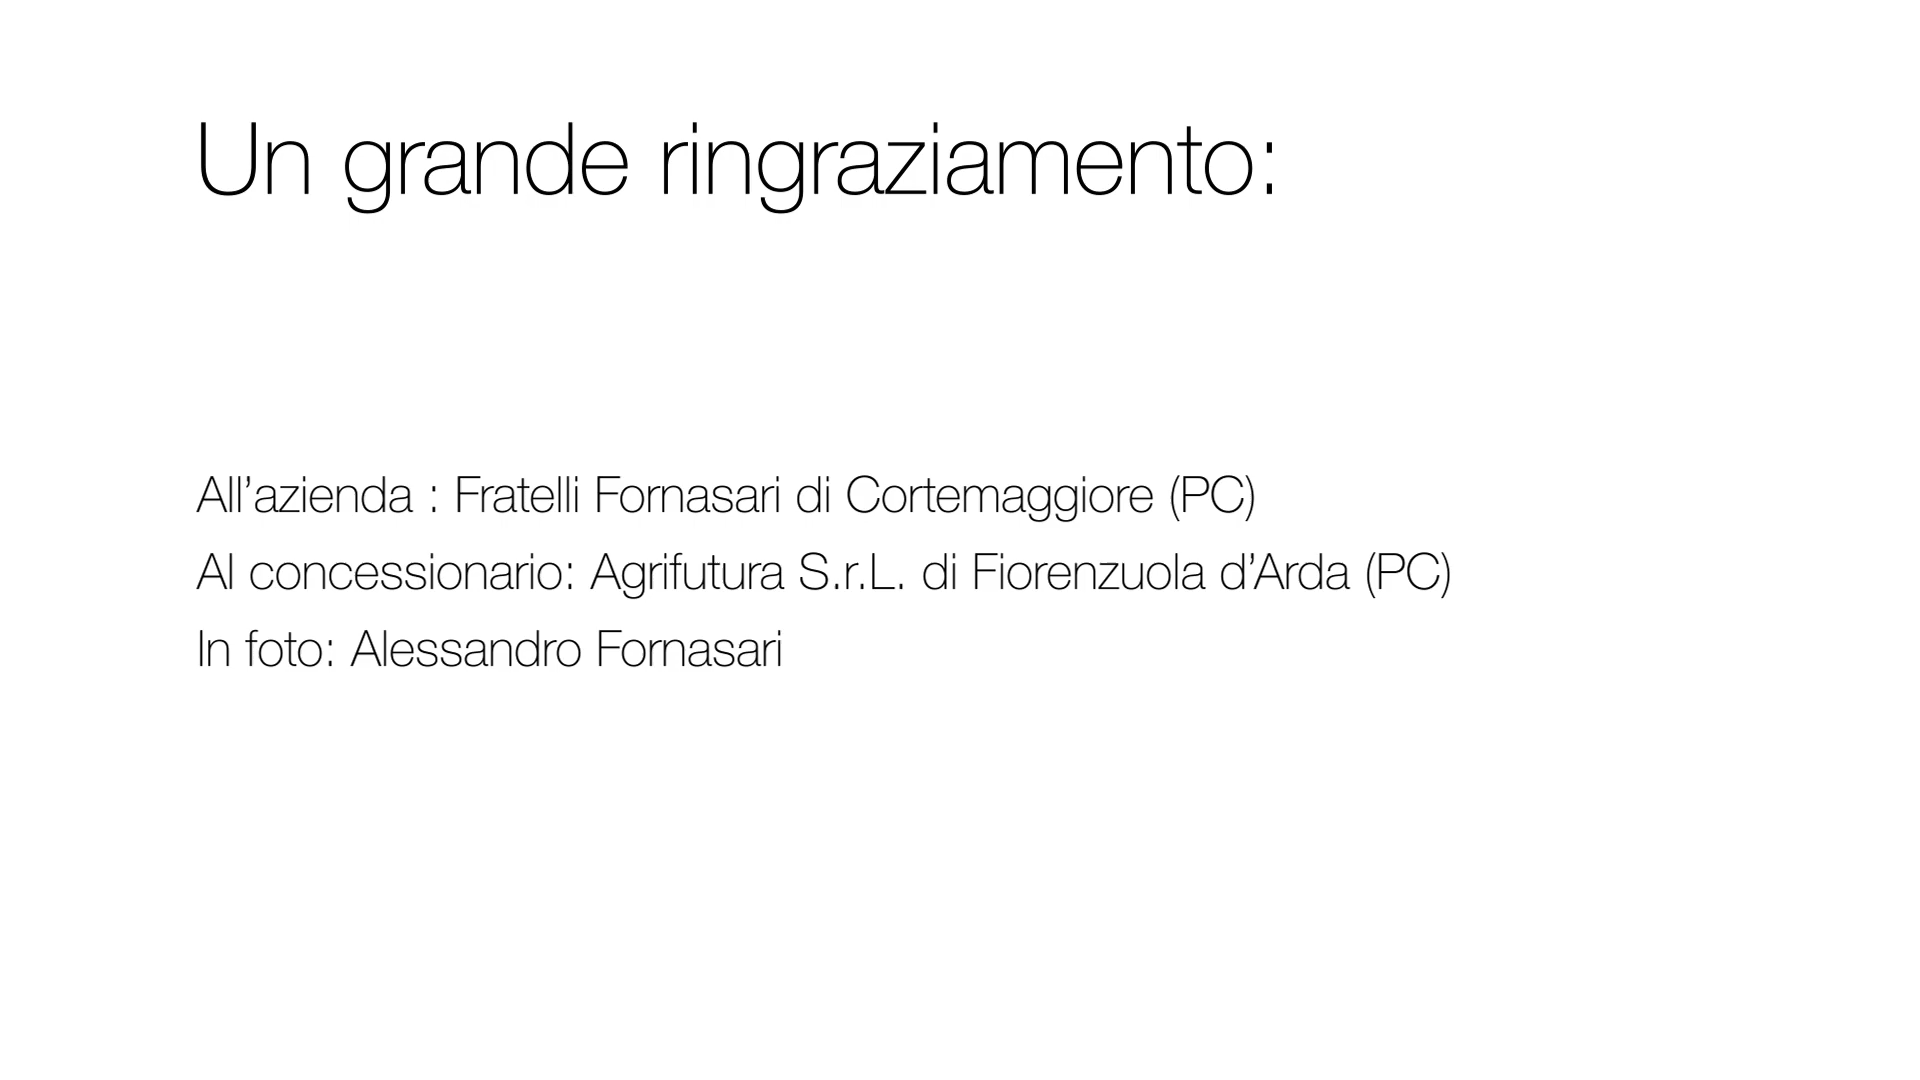 Un grande ringraziamento:
All’azienda : Fratelli Fornasari di Cortemaggiore (PC)
Al concessionario: Agrifutura S.r.L. di Fiorenzuola d’Arda (PC)
In foto: Alessandro Fornasari